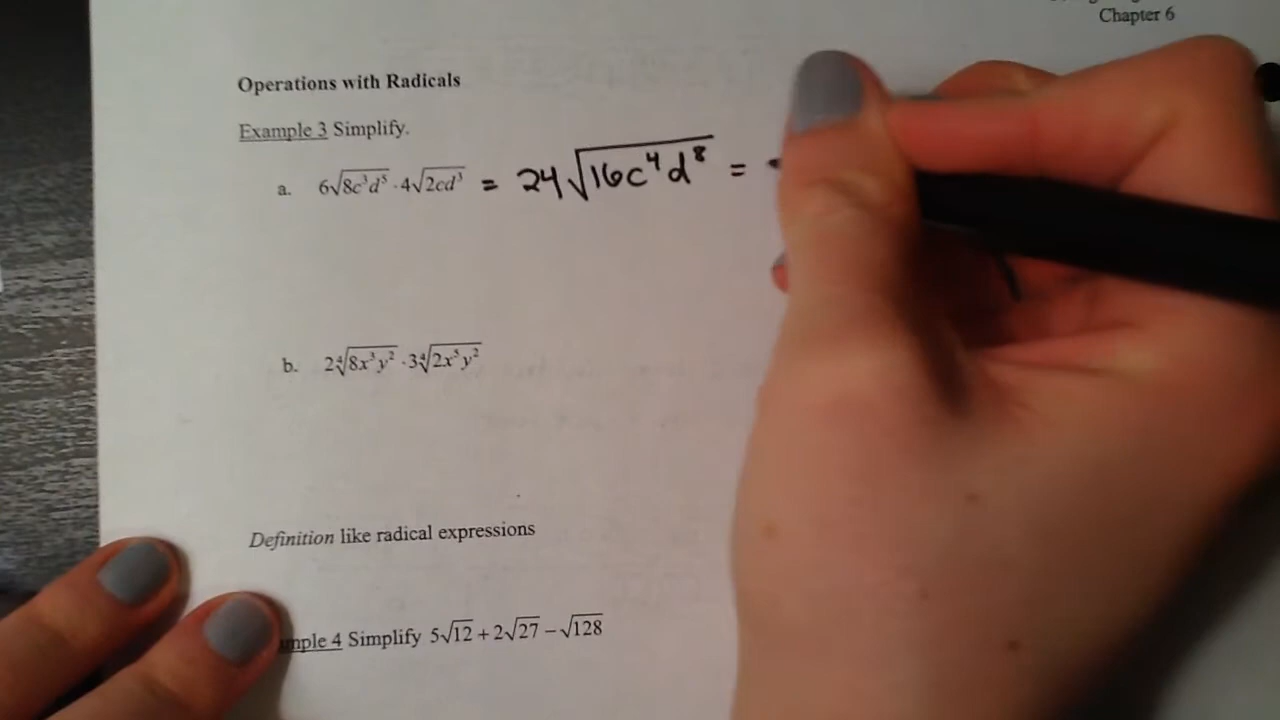 Chapter 6
Operations with Radicals
Example 3 Simplify.
a. 6√(8c³d⁵) · 4√(2cd³) = 24√(16c⁴d⁸) =
b. 2∜(8x³y²) · 3∜(2x⁵y²)
Definition like radical expressions
mple 4 Simplify 5√12 + 2√27 − √128